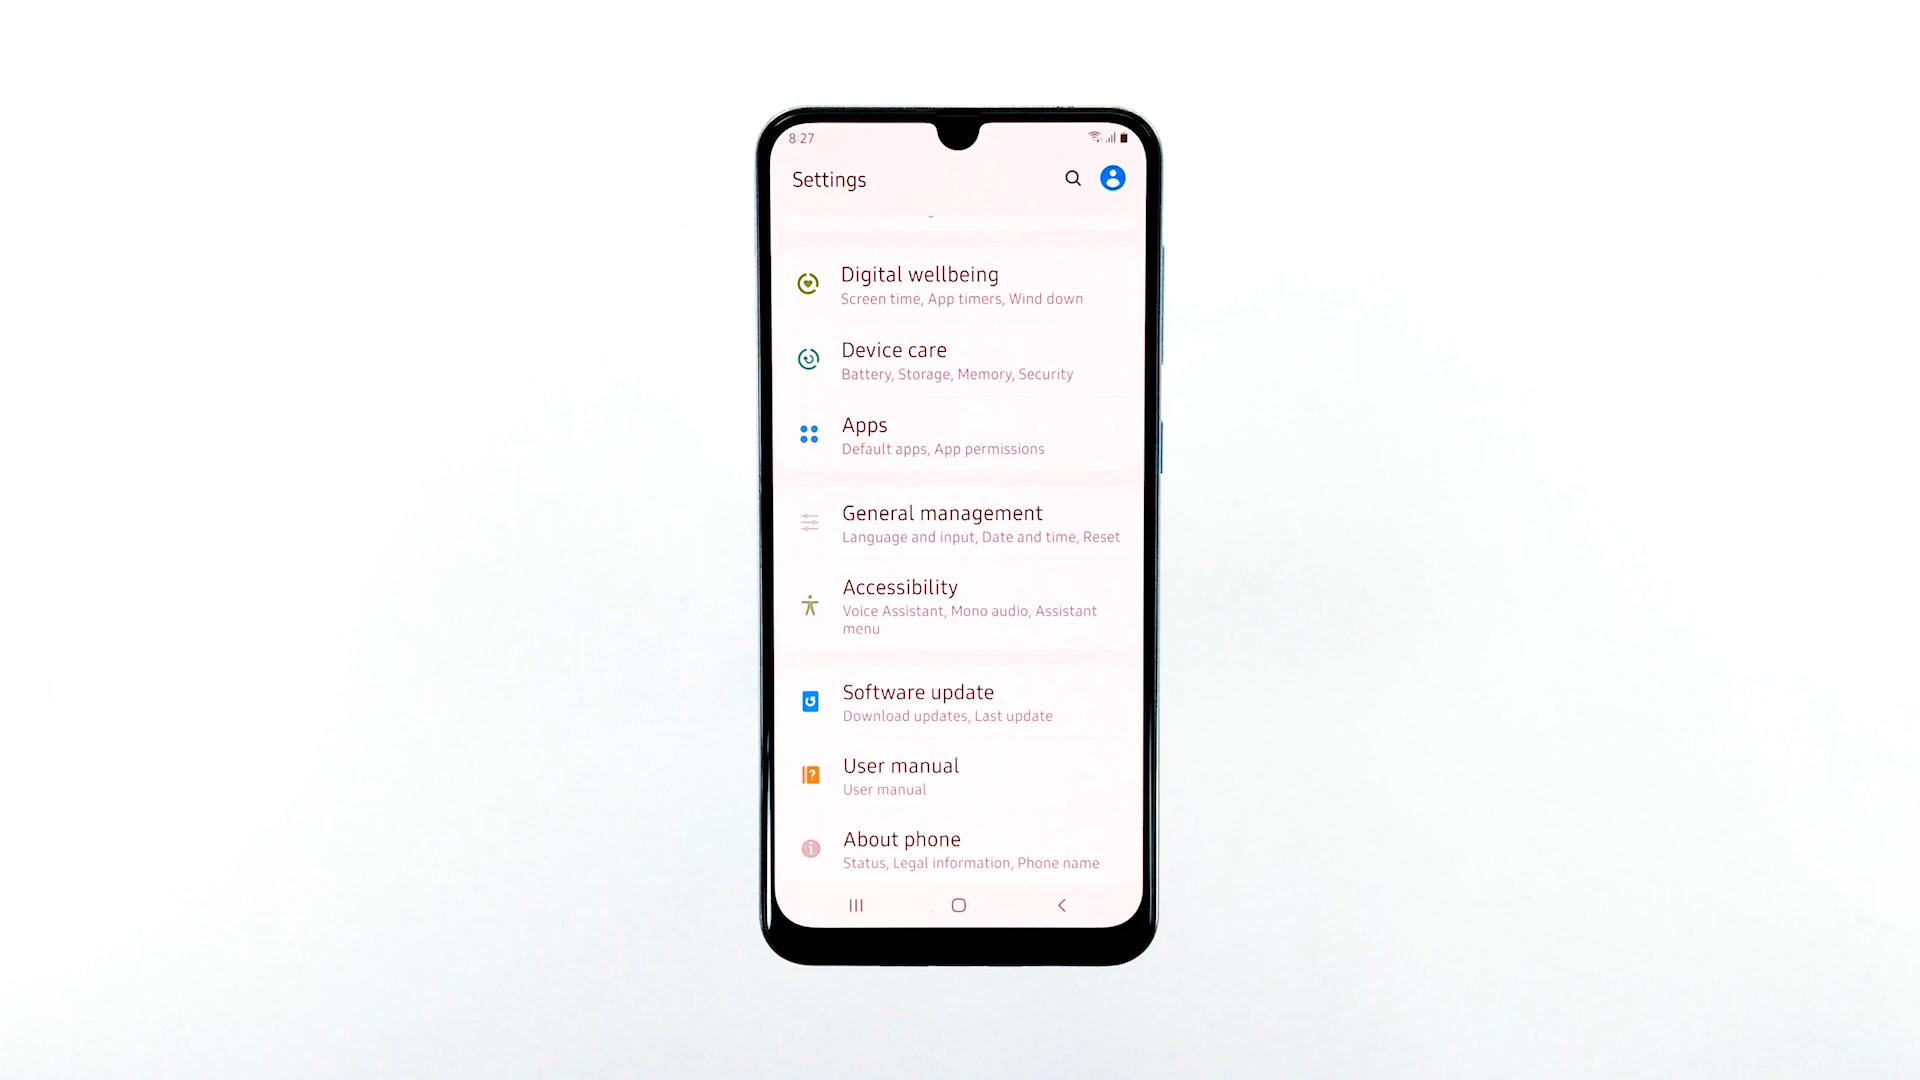 8:27
Settings
Digital wellbeing
Screen time, App timers, Wind down
Device care
Battery, Storage, Memory, Security
Apps
Default apps, App permissions
General management
Language and input, Date and time, Reset
Accessibility
Voice Assistant, Mono audio, Assistant
menu
Software update
Download updates, Last update
User manual
User manual
About phone
Status, Legal information, Phone name